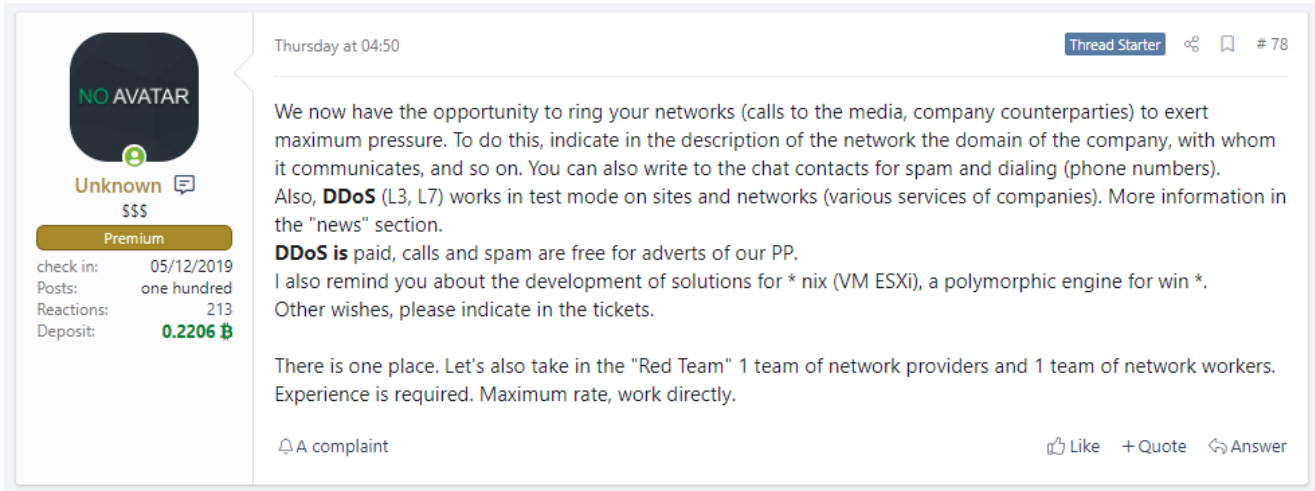 NO AVATAR
Unknown
$$$
Premium
check in: 05/12/2019
Posts: one hundred
Reactions: 213
Deposit: 0.2206 ₿
Thursday at 04:50
Thread Starter # 78
We now have the opportunity to ring your networks (calls to the media, company counterparties) to exert
maximum pressure. To do this, indicate in the description of the network the domain of the company, with whom
it communicates, and so on. You can also write to the chat contacts for spam and dialing (phone numbers).
Also, DDoS (L3, L7) works in test mode on sites and networks (various services of companies). More information in
the "news" section.
DDoS is paid, calls and spam are free for adverts of our PP.
I also remind you about the development of solutions for * nix (VM ESXi), a polymorphic engine for win *.
Other wishes, please indicate in the tickets.
There is one place. Let's also take in the "Red Team" 1 team of network providers and 1 team of network workers.
Experience is required. Maximum rate, work directly.
A complaint Like +Quote Answer